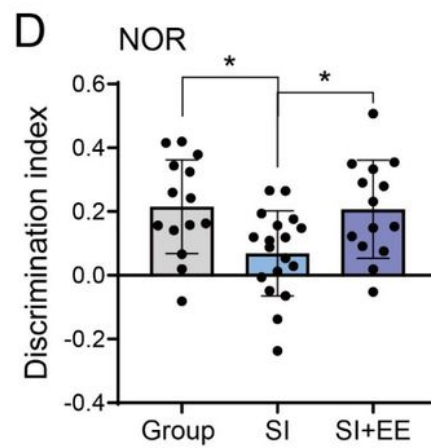 D
NOR
* *
0.6
0.4
0.2
0.0
-0.2
-0.4
Discrimination index
Group SI SI+EE